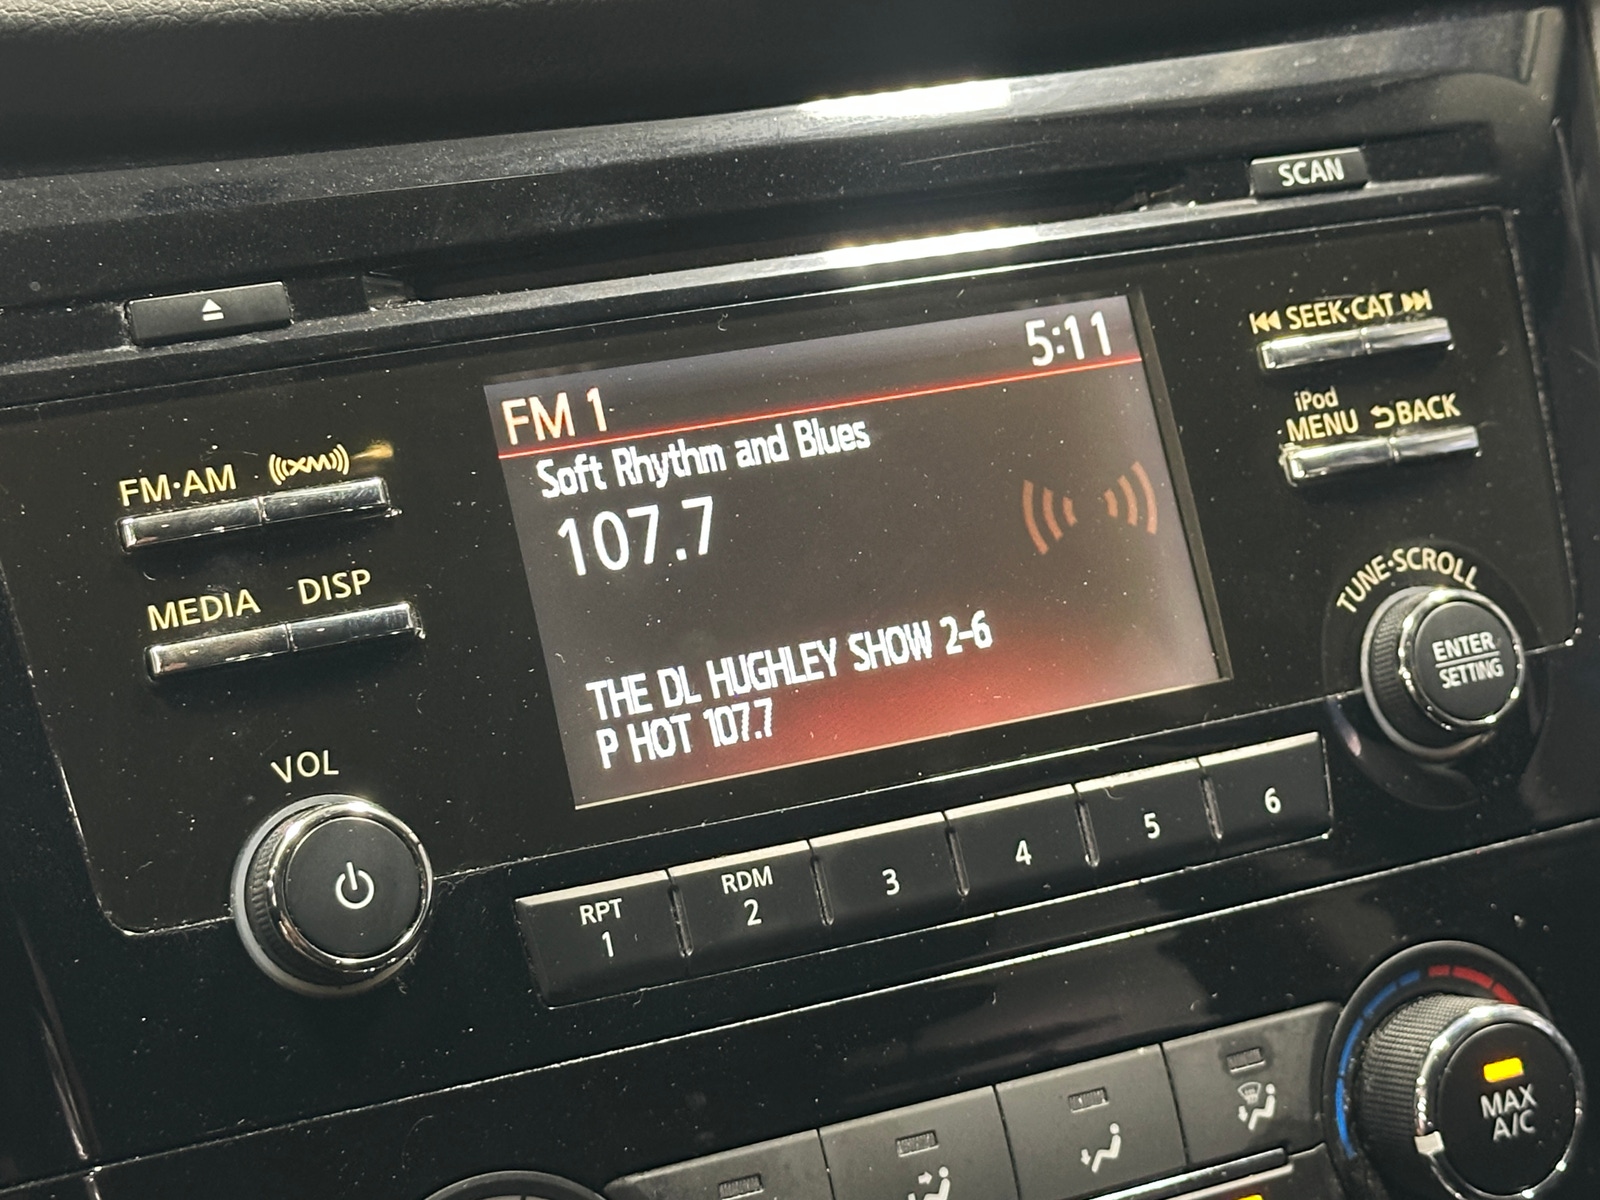 SCAN
SEEK·CAT
5:11
FM 1
Soft Rhythm and Blues
107.7
THE DL HUGHLEY SHOW 2-6
P HOT 107.7
FM·AM
((XM))
MEDIA
DISP
VOL
iPod
MENU
BACK
TUNE·SCROLL
ENTER
SETTING
RPT
1
RDM
2
3
4
5
6
MAX
A/C